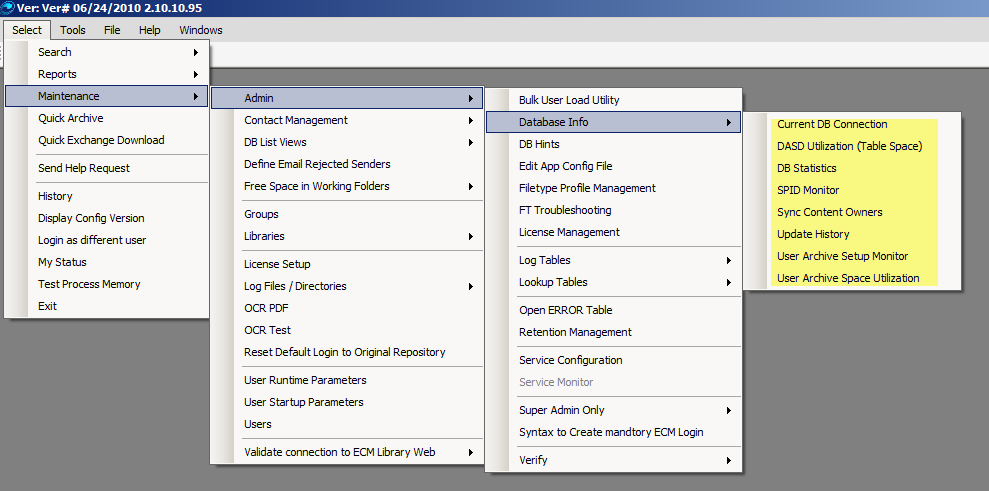 Ver: Ver# 06/24/2010 2.10.10.95
Select Tools File Help Windows
Search
Reports
Maintenance
Quick Archive
Quick Exchange Download
Send Help Request
History
Display Config Version
Login as different user
My Status
Test Process Memory
Exit
Admin
Contact Management
DB List Views
Define Email Rejected Senders
Free Space in Working Folders
Groups
Libraries
License Setup
Log Files / Directories
OCR PDF
OCR Test
Reset Default Login to Original Repository
User Runtime Parameters
User Startup Parameters
Users
Validate connection to ECM Library Web
Bulk User Load Utility
Database Info
DB Hints
Edit App Config File
Filetype Profile Management
FT Troubleshooting
License Management
Log Tables
Lookup Tables
Open ERROR Table
Retention Management
Service Configuration
Service Monitor
Super Admin Only
Syntax to Create mandtory ECM Login
Verify
Current DB Connection
DASD Utilization (Table Space)
DB Statistics
SPID Monitor
Sync Content Owners
Update History
User Archive Setup Monitor
User Archive Space Utilization